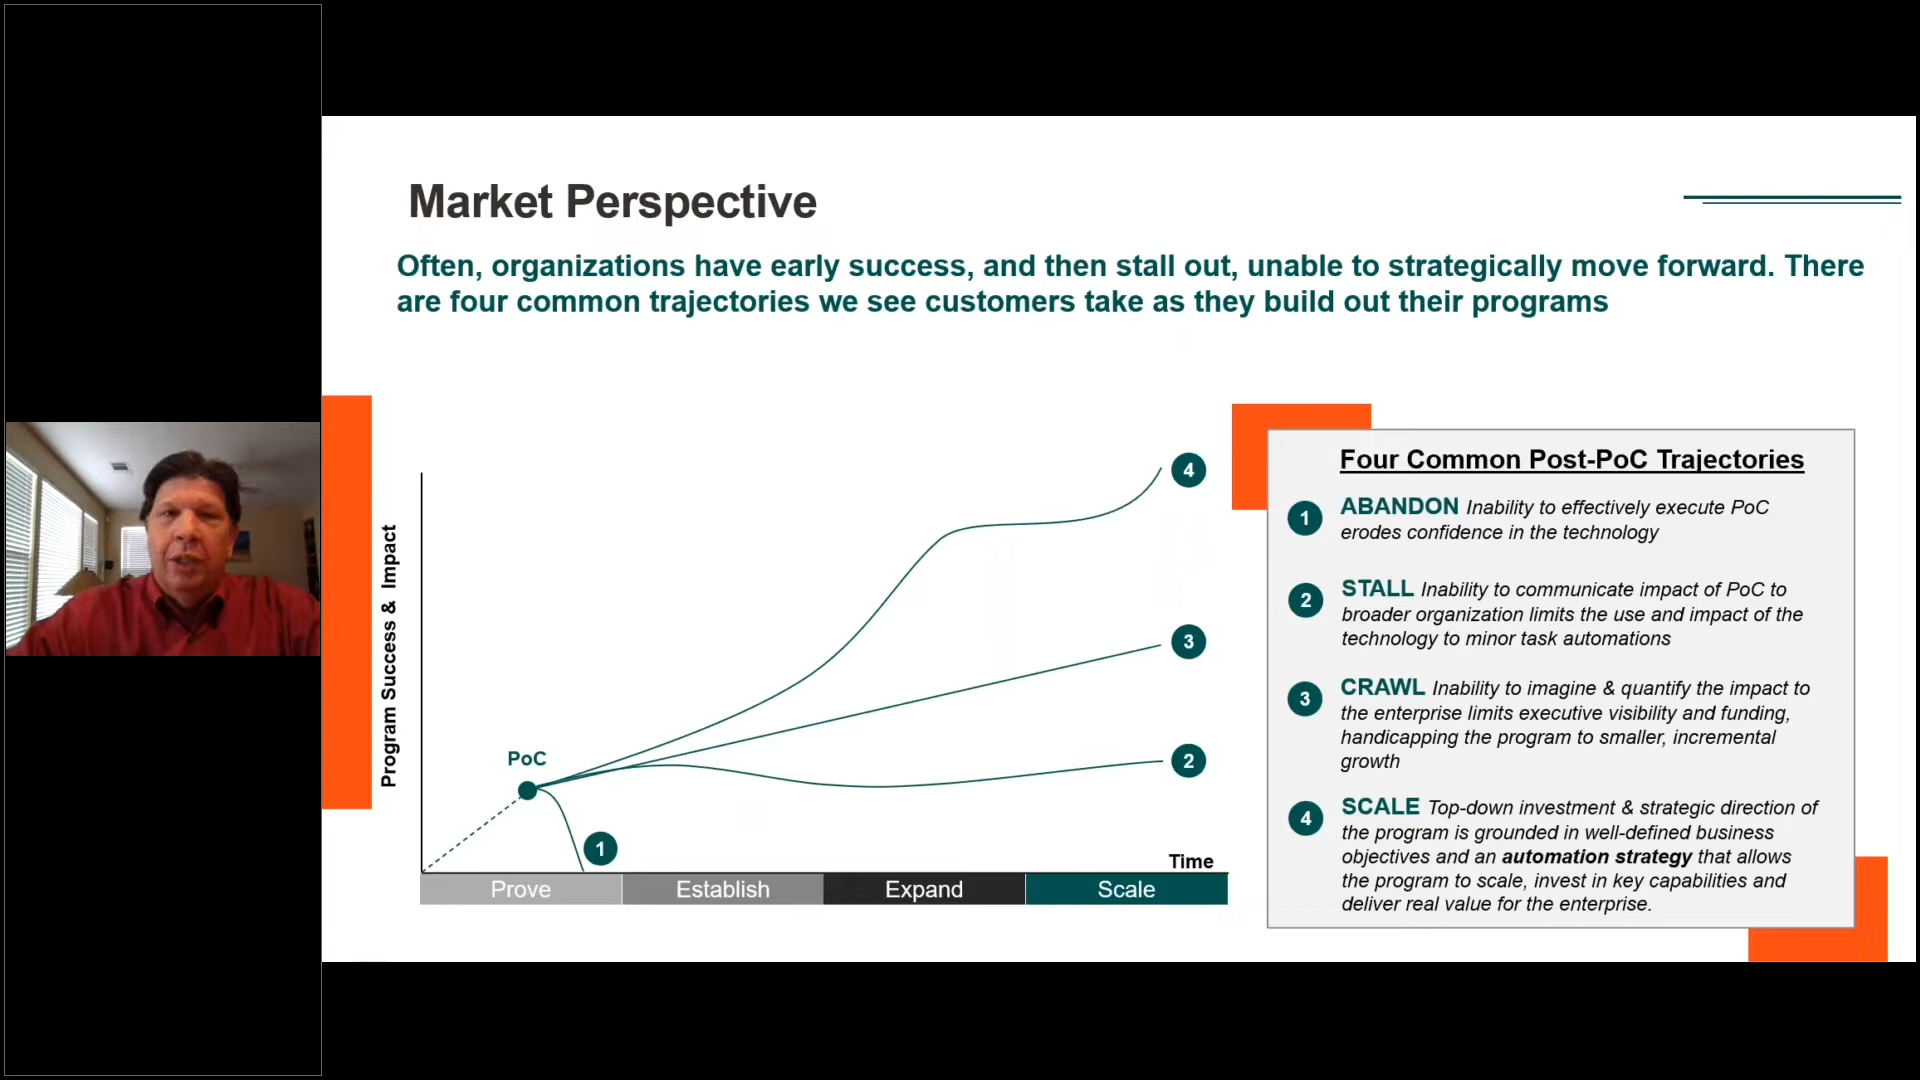 Market Perspective
Often, organizations have early success, and then stall out, unable to strategically move forward. There
are four common trajectories we see customers take as they build out their programs
Program Success & Impact
PoC
1
2
3
4
Time
Prove
Establish
Expand
Scale
Four Common Post-PoC Trajectories
1
ABANDON Inability to effectively execute PoC
erodes confidence in the technology
2
STALL Inability to communicate impact of PoC to
broader organization limits the use and impact of the
technology to minor task automations
3
CRAWL Inability to imagine & quantify the impact to
the enterprise limits executive visibility and funding,
handicapping the program to smaller, incremental
growth
4
SCALE Top-down investment & strategic direction of
the program is grounded in well-defined business
objectives and an automation strategy that allows
the program to scale, invest in key capabilities and
deliver real value for the enterprise.